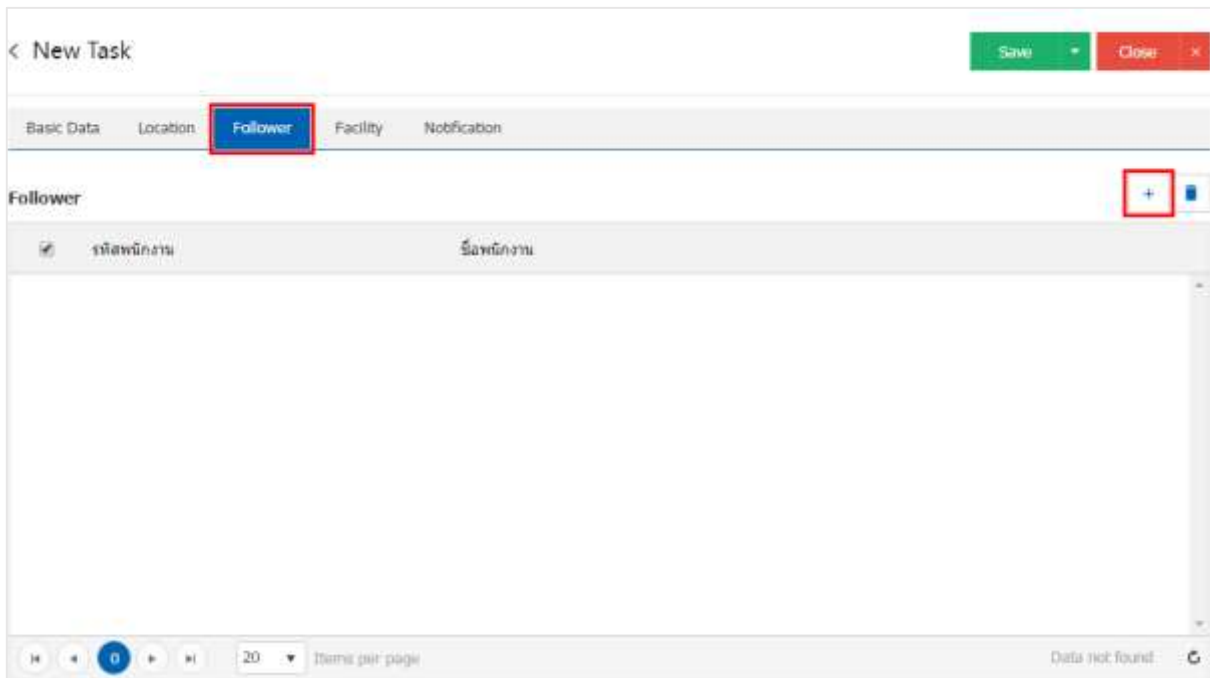 New Task
Save
Close
Basic Data Location Follower Facility Notification
Follower
รหัสพนักงาน ชื่อพนักงาน
0 20 Items per page Data not found